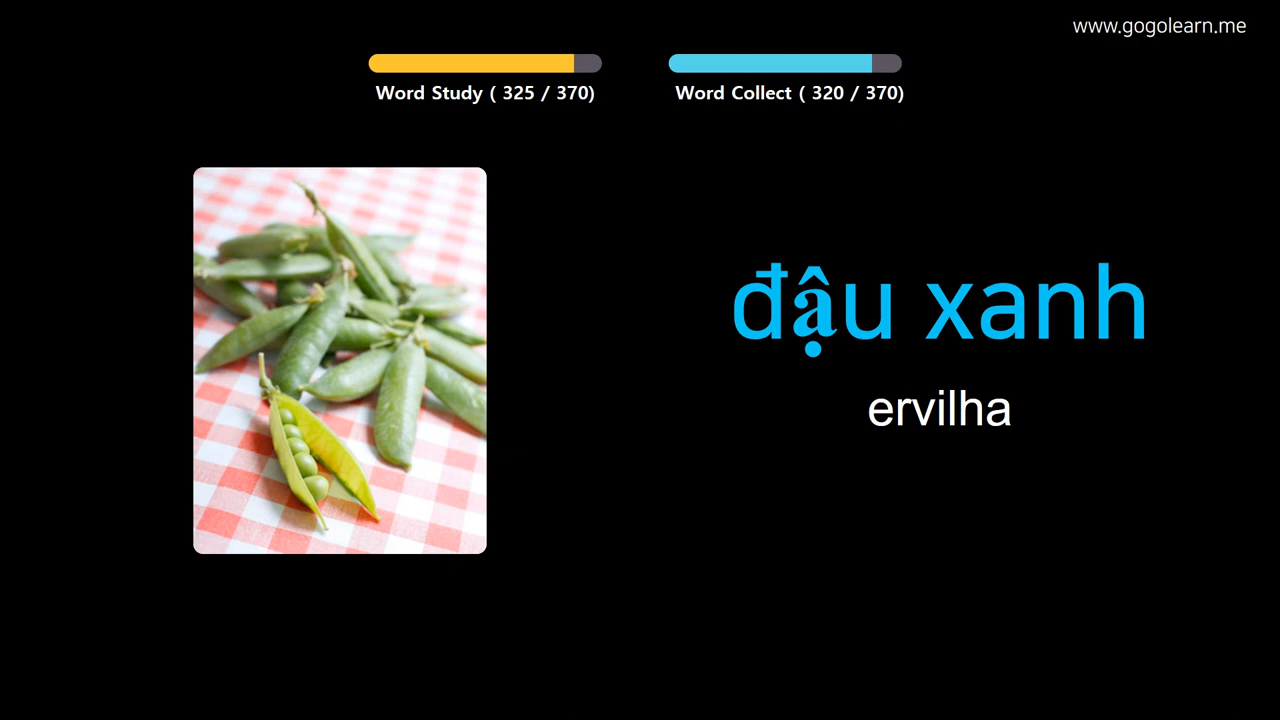 www.gogolearn.me
Word Study ( 325 / 370)
Word Collect ( 320 / 370)
đậu xanh
ervilha